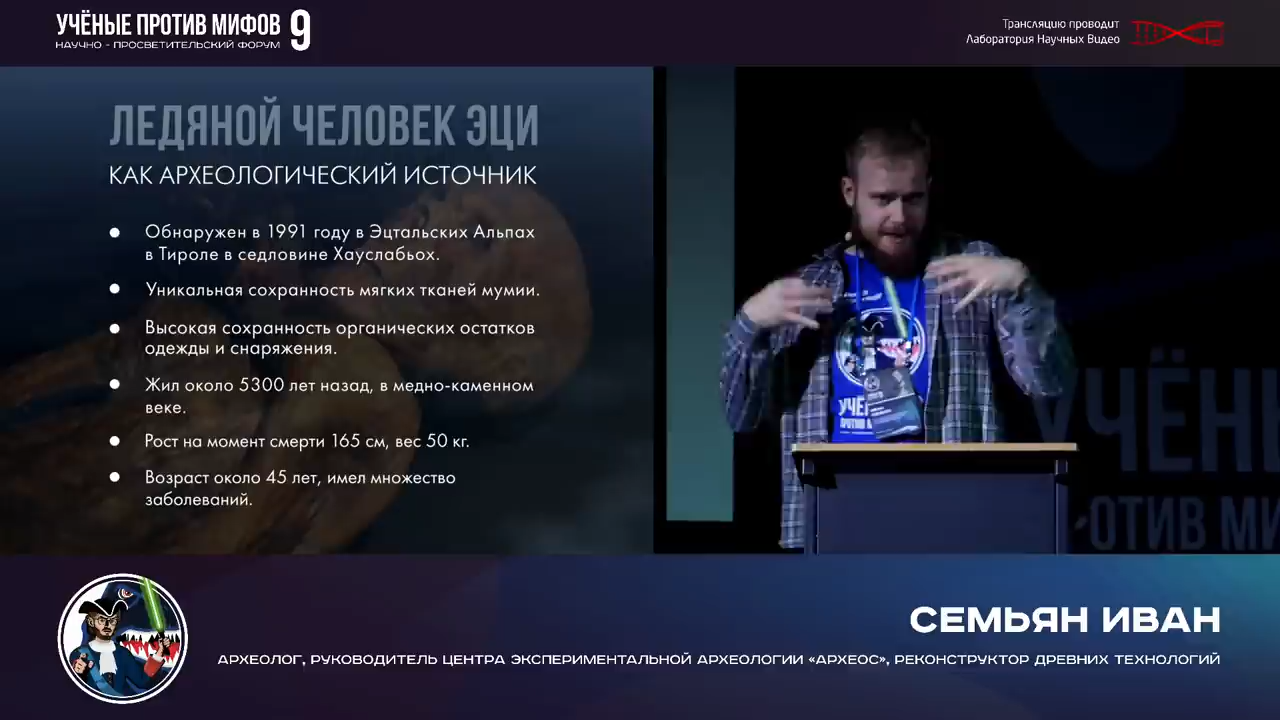 УЧЁНЫЕ ПРОТИВ МИФОВ 9
НАУЧНО - ПРОСВЕТИТЕЛЬСКИЙ ФОРУМ
Трансляцию проводит
Лаборатория Научных Видео
ЛЕДЯНОЙ ЧЕЛОВЕК ЭЦИ
КАК АРХЕОЛОГИЧЕСКИЙ ИСТОЧНИК
Обнаружен в 1991 году в Эцтальских Альпах
в Тироле в седловине Хауслабьох.
Уникальная сохранность мягких тканей мумии.
Высокая сохранность органических остатков
одежды и снаряжения.
Жил около 5300 лет назад, в медно-каменном
веке.
Рост на момент смерти 165 см, вес 50 кг.
Возраст около 45 лет, имел множество
заболеваний.
УЧЁН
ОТИВ МИ
СЕМЬЯН ИВАН
АРХЕОЛОГ, РУКОВОДИТЕЛЬ ЦЕНТРА ЭКСПЕРИМЕНТАЛЬНОЙ АРХЕОЛОГИИ «АРХЕОС», РЕКОНСТРУКТОР ДРЕВНИХ ТЕХНОЛОГИЙ